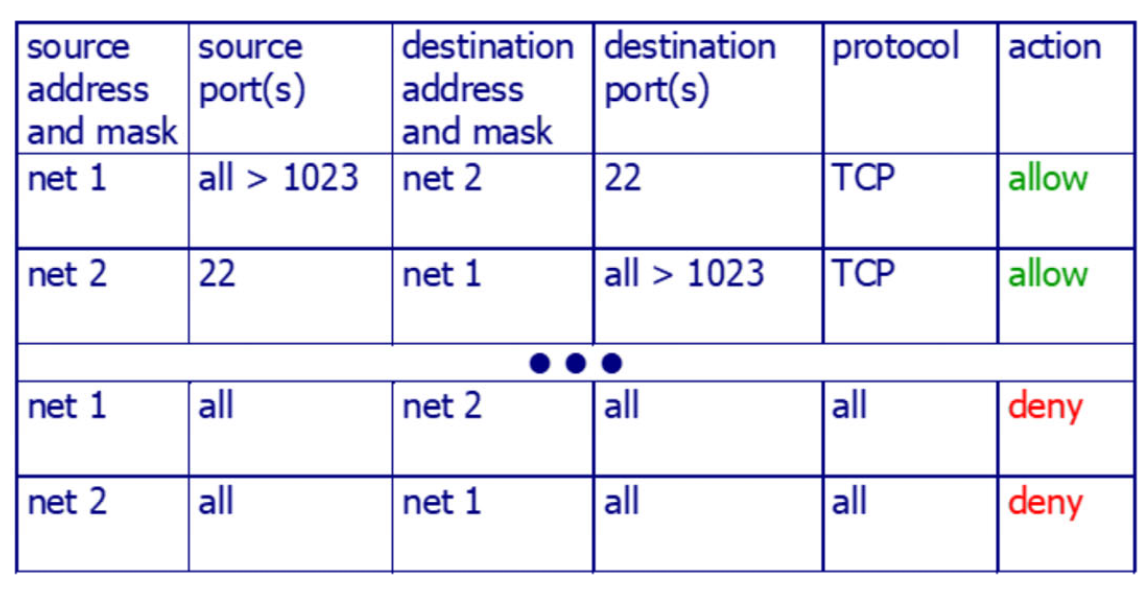 source source destination destination protocol action
address port(s) address port(s)
and mask and mask
net 1 all > 1023 net 2 22 TCP allow
net 2 22 net 1 all > 1023 TCP allow
● ● ●
net 1 all net 2 all all deny
net 2 all net 1 all all deny